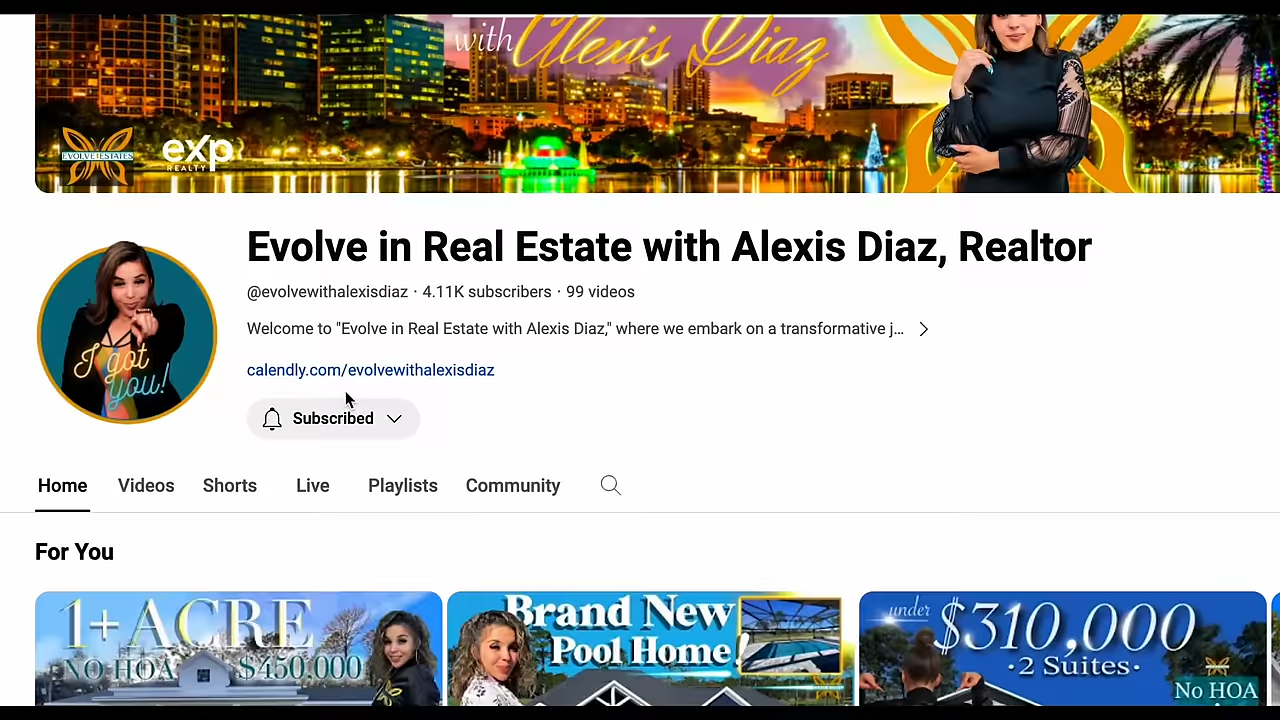 with Alexis Diaz
EVOLVE1ESTATES
exp
REALTY
Evolve in Real Estate with Alexis Diaz, Realtor
@evolvewithalexisdiaz · 4.11K subscribers · 99 videos
Welcome to "Evolve in Real Estate with Alexis Diaz," where we embark on a transformative j...
calendly.com/evolvewithalexisdiaz
I got
you!
Subscribed
Home Videos Shorts Live Playlists Community
For You
1+ ACRE
NO HOA $450,000
Brand New
Pool Home!
under $310,000
·2 Suites·
No HOA